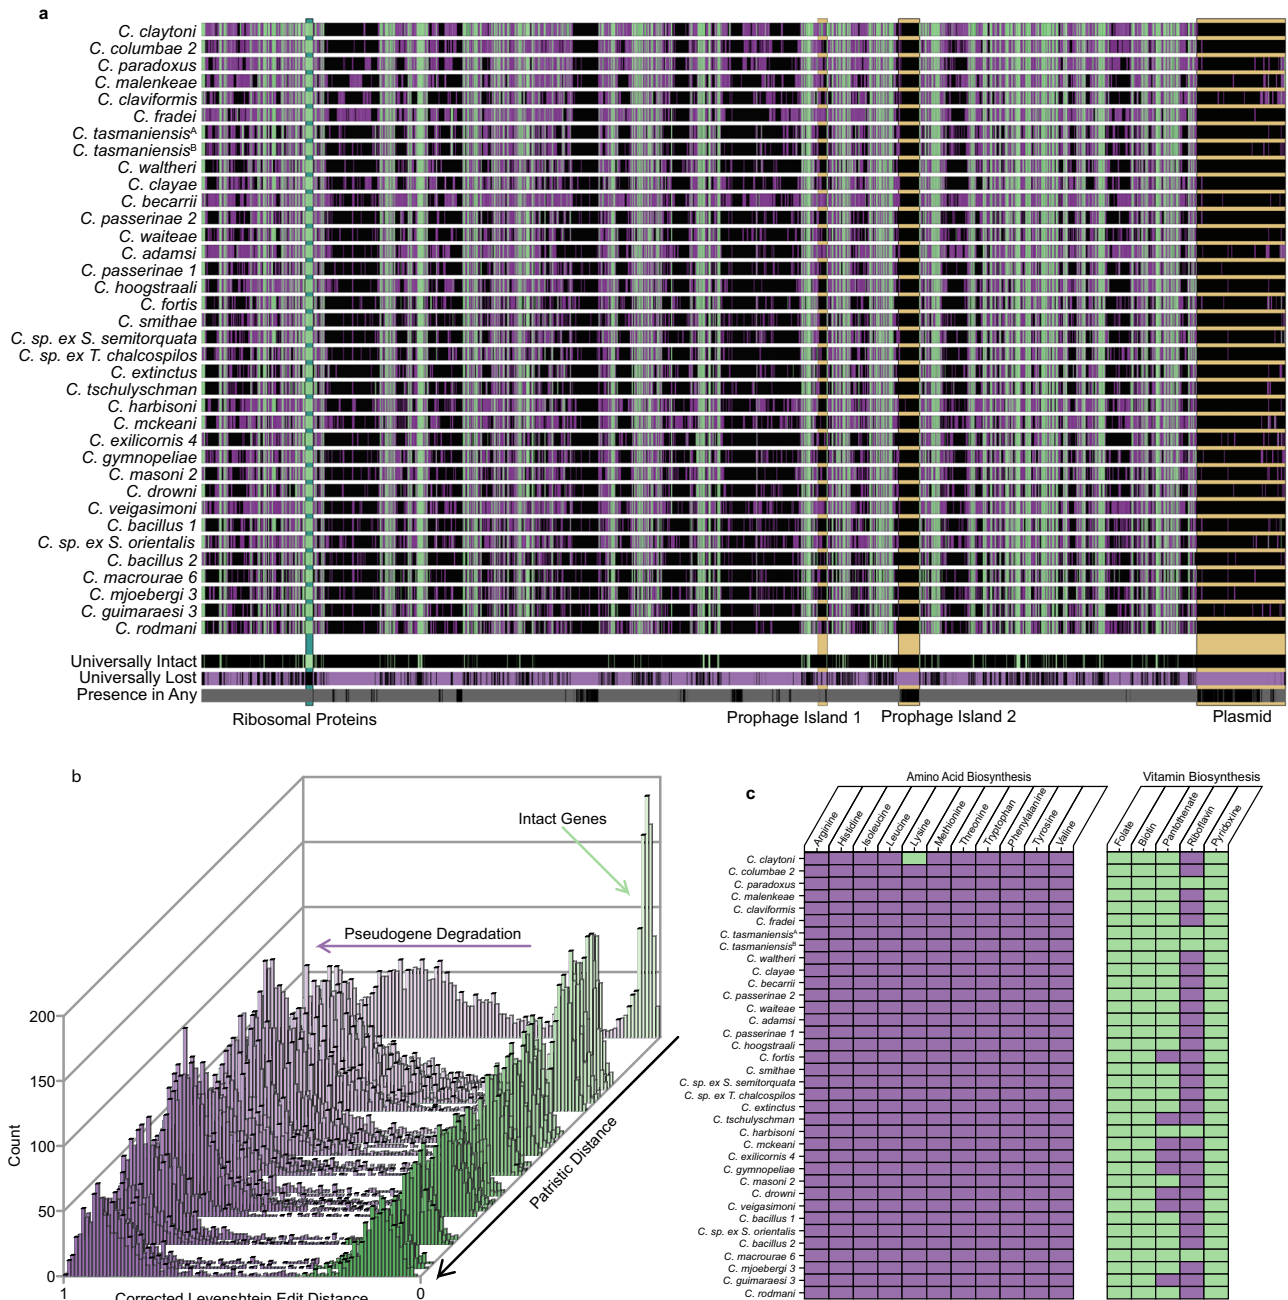 a
C. claytoni
C. columbae 2
C. paradoxus
C. malenkeae
C. claviformis
C. fradei
C. tasmaniensisᴬ
C. tasmaniensisᴮ
C. waltheri
C. clayae
C. becarrii
C. passerinae 2
C. waiteae
C. adamsi
C. passerinae 1
C. hoogstraali
C. fortis
C. smithae
C. sp. ex S. semitorquata
C. sp. ex T. chalcospilos
C. extinctus
C. tschulyschman
C. harbisoni
C. mckeani
C. exilicornis 4
C. gymnopeliae
C. masoni 2
C. drowni
C. veigasimoni
C. bacillus 1
C. sp. ex S. orientalis
C. bacillus 2
C. macrourae 6
C. mjoebergi 3
C. guimaraesi 3
C. rodmani
Universally Intact
Universally Lost
Presence in Any
Ribosomal Proteins
Prophage Island 1
Prophage Island 2
Plasmid
b
Intact Genes
Pseudogene Degradation
200
150
100
50
0
Count
1
0
Corrected Levenshtein Edit Distance
Patristic Distance
c
Amino Acid Biosynthesis
Vitamin Biosynthesis
Arginine
Histidine
Isoleucine
Leucine
Lysine
Methionine
Threonine
Tryptophan
Phenylalanine
Tyrosine
Valine
Folate
Biotin
Pantothenate
Riboflavin
Pyridoxine
C. claytoni
C. columbae 2
C. paradoxus
C. malenkeae
C. claviformis
C. fradei
C. tasmaniensisᴬ
C. tasmaniensisᴮ
C. waltheri
C. clayae
C. becarrii
C. passerinae 2
C. waiteae
C. adamsi
C. passerinae 1
C. hoogstraali
C. fortis
C. smithae
C. sp. ex S. semitorquata
C. sp. ex T. chalcospilos
C. extinctus
C. tschulyschman
C. harbisoni
C. mckeani
C. exilicornis 4
C. gymnopeliae
C. masoni 2
C. drowni
C. veigasimoni
C. bacillus 1
C. sp. ex S. orientalis
C. bacillus 2
C. macrourae 6
C. mjoebergi 3
C. guimaraesi 3
C. rodmani